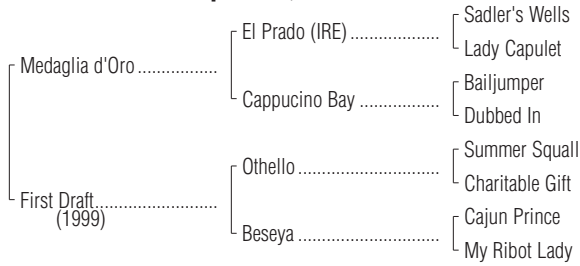 Sadler's Wells
El Prado (IRE) ...................
Lady Capulet
Medaglia d'Oro .................
Bailjumper
Cappucino Bay .................
Dubbed In
Summer Squall
Othello ..............................
Charitable Gift
First Draft..........................
(1999)
Cajun Prince
Beseya ..............................
My Ribot Lady